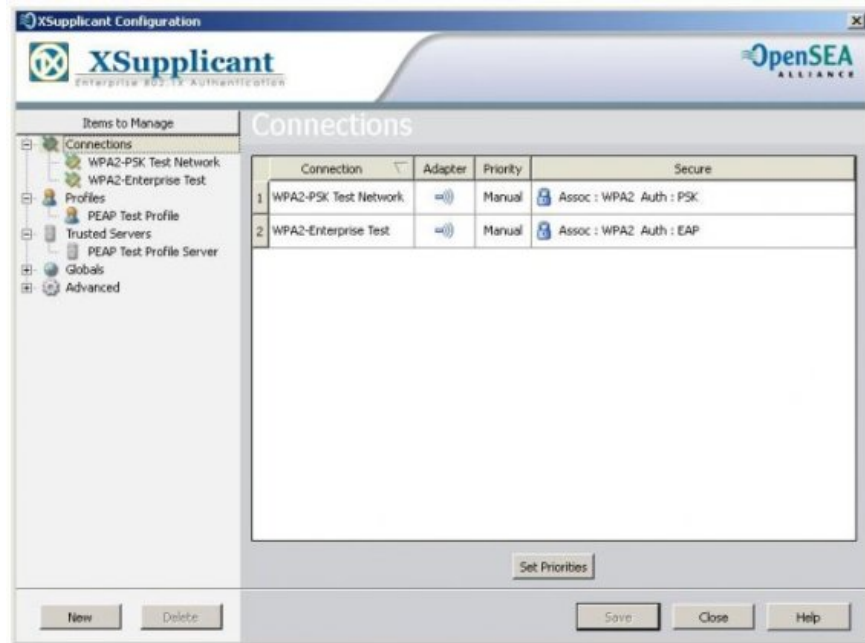 XSupplicant Configuration
XSupplicant
Enterprise 802.1X Authentication
OpenSEA
ALLIANCE
Items to Manage
Connections
WPA2-PSK Test Network
WPA2-Enterprise Test
Profiles
PEAP Test Profile
Trusted Servers
PEAP Test Profile Server
Globals
Advanced
Connections
Connection Adapter Priority Secure
1 WPA2-PSK Test Network Manual Assoc : WPA2 Auth : PSK
2 WPA2-Enterprise Test Manual Assoc : WPA2 Auth : EAP
Set Priorities
New Delete Save Close Help